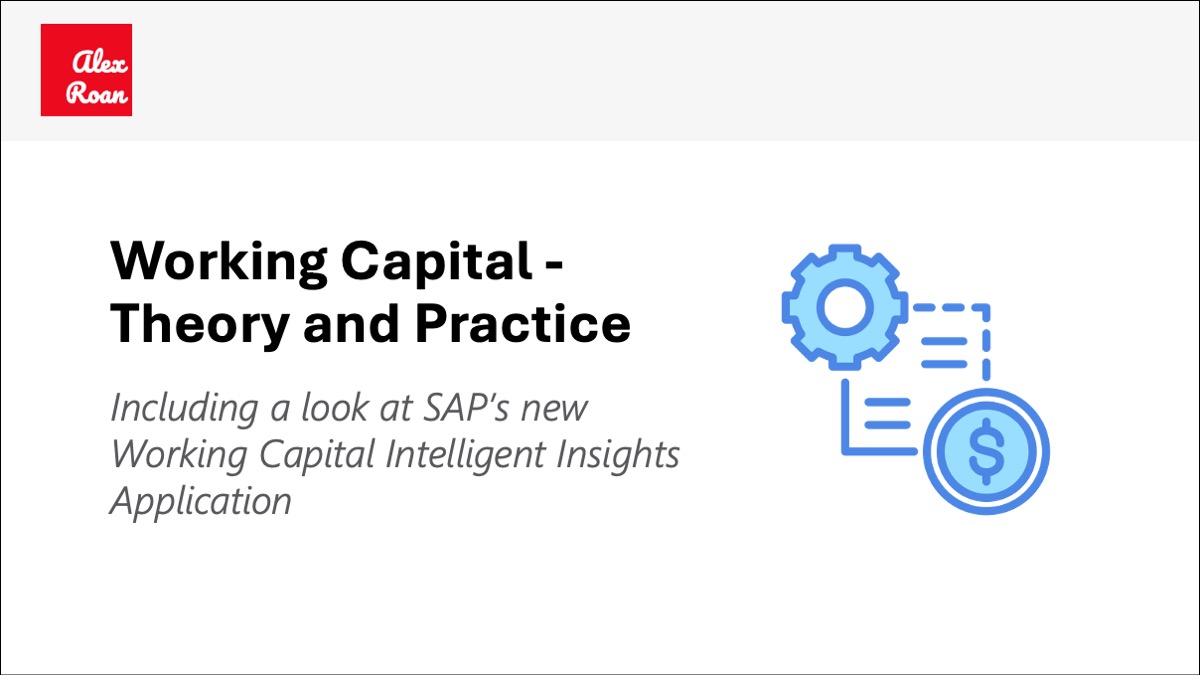 Alex
Roan
Working Capital -
Theory and Practice
Including a look at SAP's new
Working Capital Intelligent Insights
Application
$